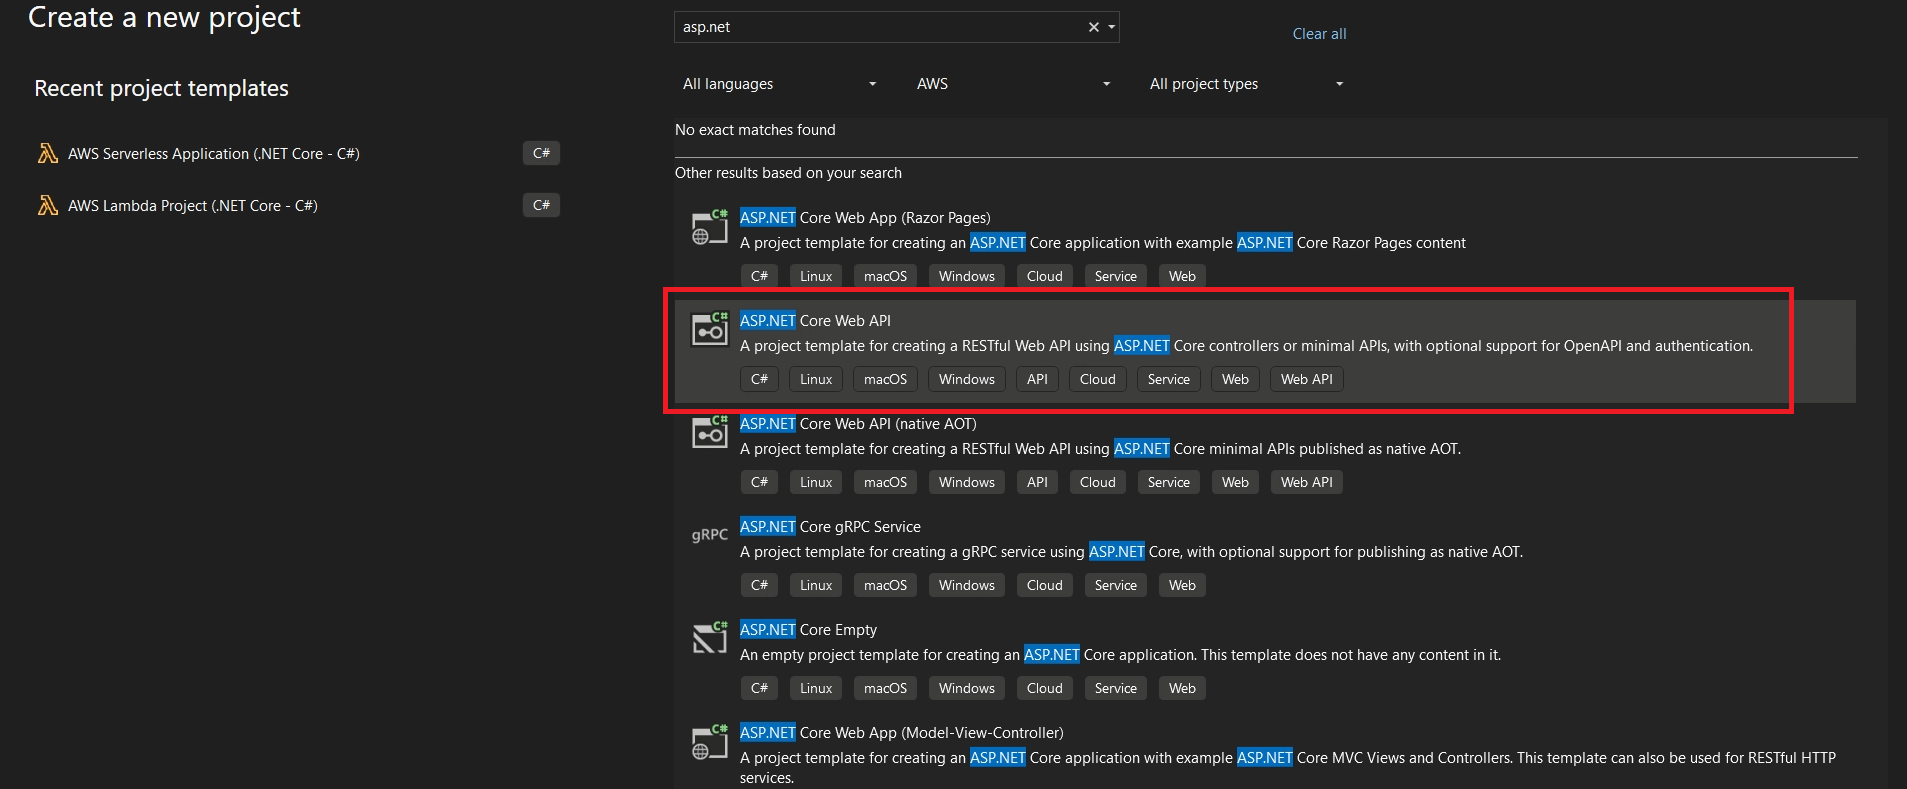 Create a new project
Recent project templates
AWS Serverless Application (.NET Core - C#)
C#
AWS Lambda Project (.NET Core - C#)
C#
asp.net
Clear all
All languages
AWS
All project types
No exact matches found
Other results based on your search
C#
ASP.NET Core Web App (Razor Pages)
A project template for creating an ASP.NET Core application with example ASP.NET Core Razor Pages content
C# Linux macOS Windows Cloud Service Web
C#
ASP.NET Core Web API
A project template for creating a RESTful Web API using ASP.NET Core controllers or minimal APIs, with optional support for OpenAPI and authentication.
C# Linux macOS Windows API Cloud Service Web Web API
C#
ASP.NET Core Web API (native AOT)
A project template for creating a RESTful Web API using ASP.NET Core minimal APIs published as native AOT.
C# Linux macOS Windows API Cloud Service Web Web API
gRPC
ASP.NET Core gRPC Service
A project template for creating a gRPC service using ASP.NET Core, with optional support for publishing as native AOT.
C# Linux macOS Windows Cloud Service Web
C#
ASP.NET Core Empty
An empty project template for creating an ASP.NET Core application. This template does not have any content in it.
C# Linux macOS Windows Cloud Service Web
C#
ASP.NET Core Web App (Model-View-Controller)
A project template for creating an ASP.NET Core application with example ASP.NET Core MVC Views and Controllers. This template can also be used for RESTful HTTP
services.